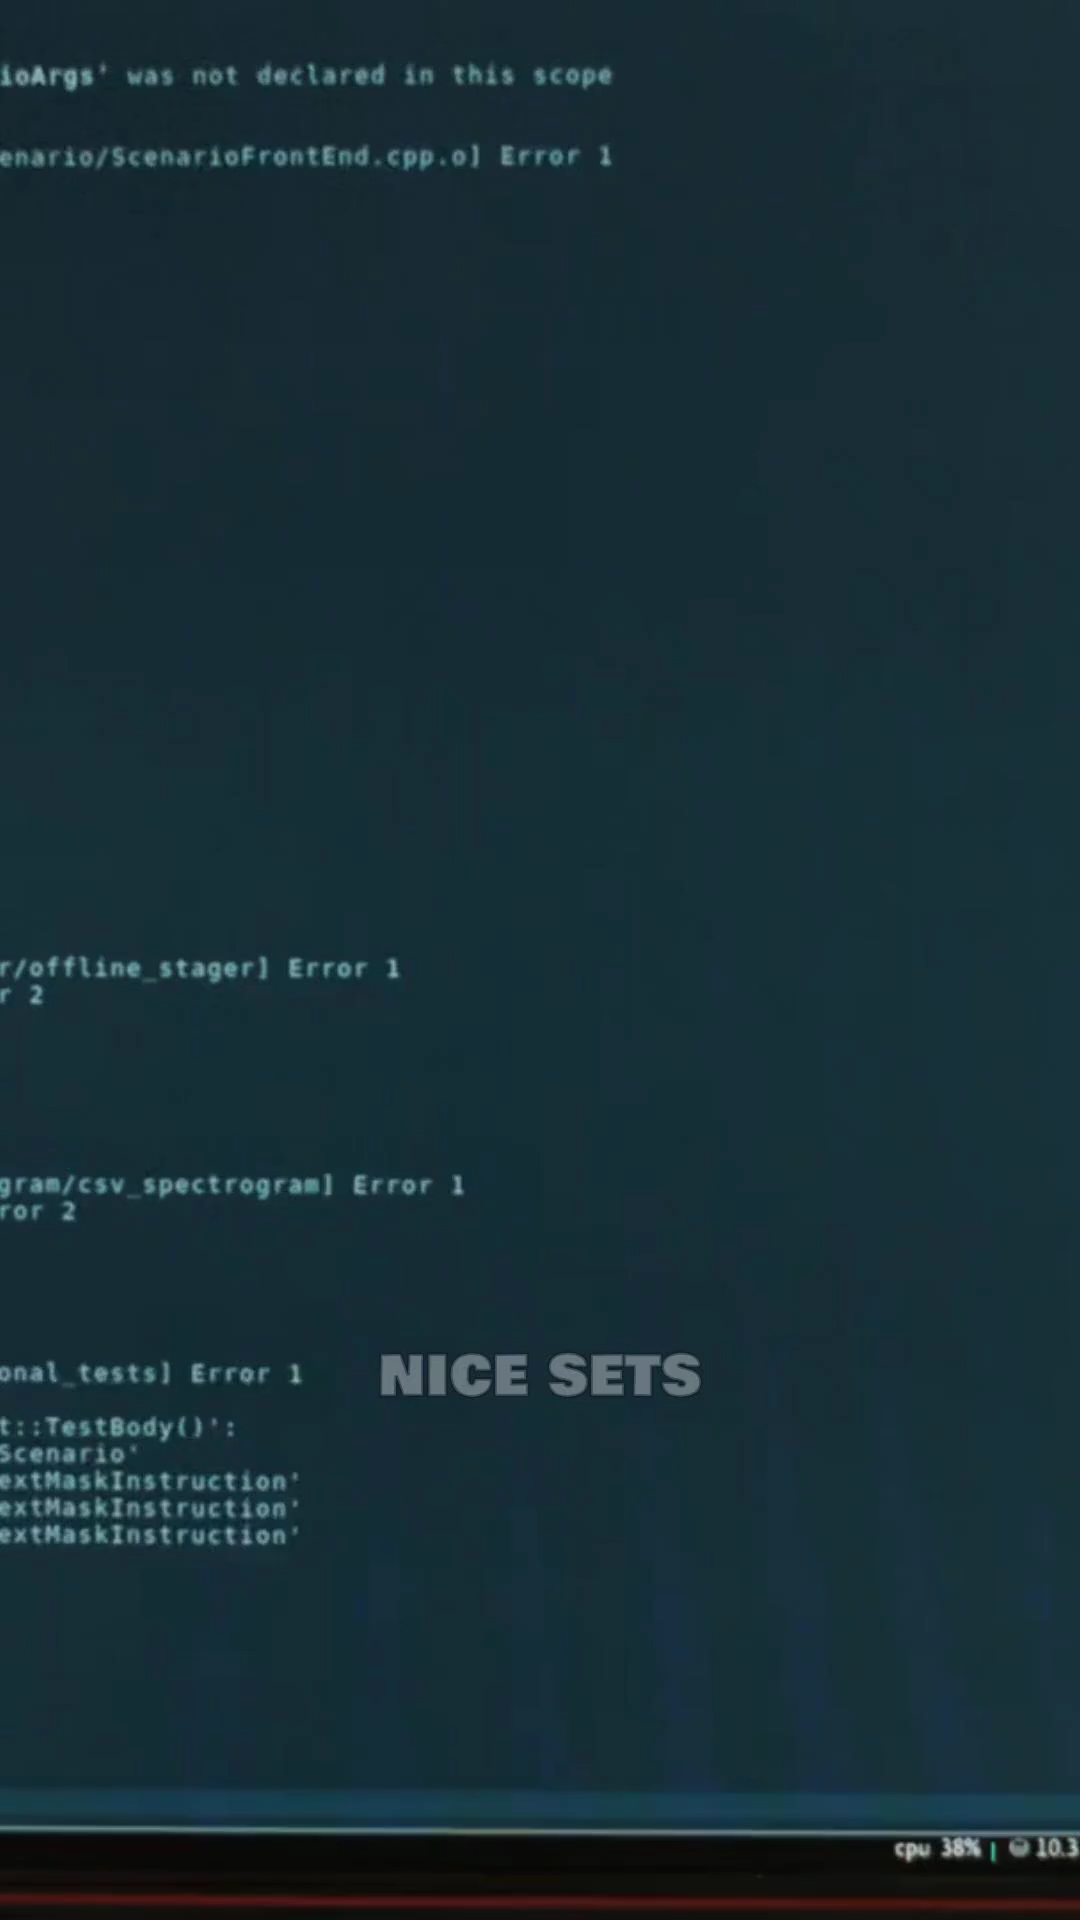 ioArgs' was not declared in this scope
enario/ScenarioFrontEnd.cpp.o] Error 1
r/offline_stager] Error 1
r 2
gram/csv_spectrogram] Error 1
ror 2
onal_tests] Error 1
NICE SETS
t::TestBody()':
Scenario'
extMaskInstruction'
extMaskInstruction'
extMaskInstruction'
cpu 38% | 10.3